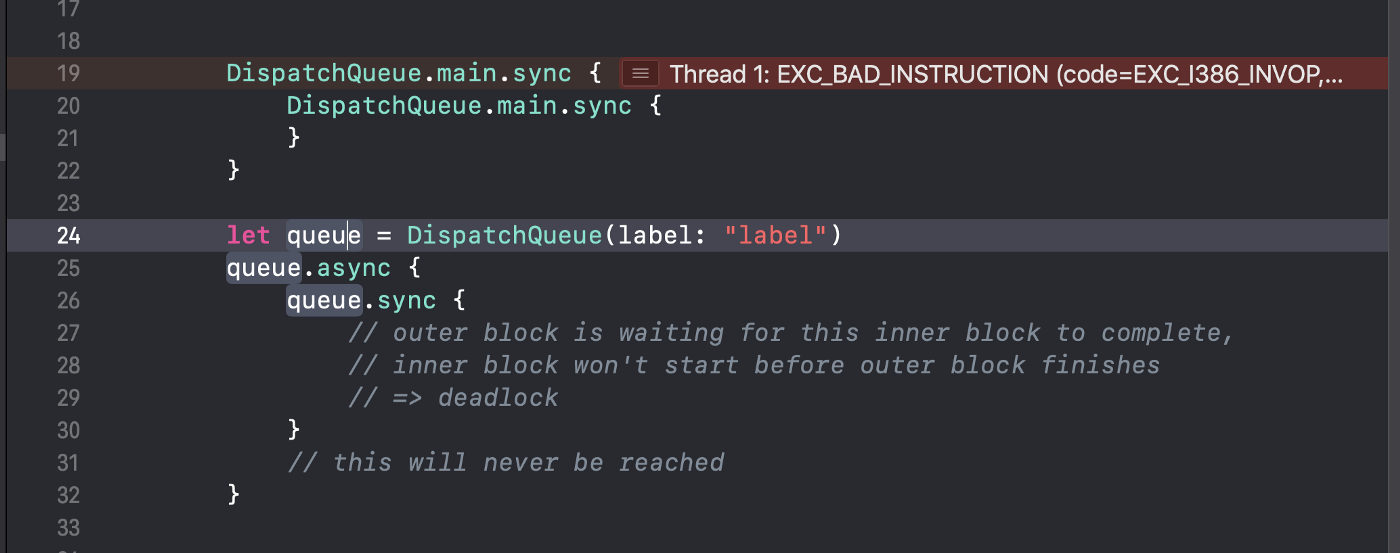 17
18
19 DispatchQueue.main.sync { Thread 1: EXC_BAD_INSTRUCTION (code=EXC_I386_INVOP,...
20 DispatchQueue.main.sync {
21 }
22 }
23
24 let queue = DispatchQueue(label: "label")
25 queue.async {
26 queue.sync {
27 // outer block is waiting for this inner block to complete,
28 // inner block won't start before outer block finishes
29 // => deadlock
30 }
31 // this will never be reached
32 }
33